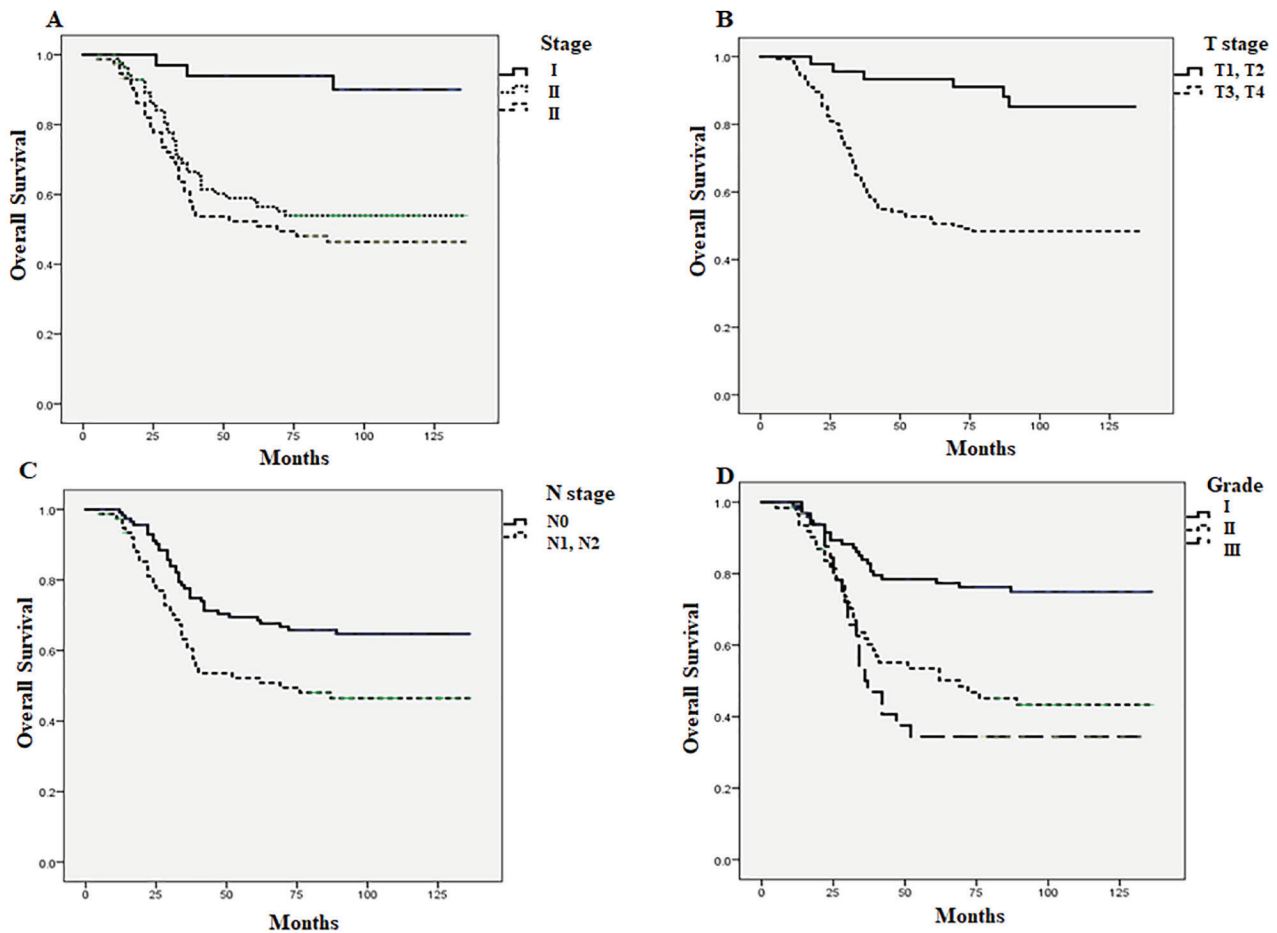 A
Stage
I
II
II
1.0
0.8
0.6
0.4
0.2
0.0
Overall Survival
0 25 50 75 100 125
Months
B
T stage
T1, T2
T3, T4
1.0
0.8
0.6
0.4
0.2
0.0
Overall Survival
0 25 50 75 100 125
Months
C
N stage
N0
N1, N2
1.0
0.8
0.6
0.4
0.2
0.0
Overall Survival
0 25 50 75 100 125
Months
D
Grade
I
II
III
1.0
0.8
0.6
0.4
0.2
0.0
Overall Survival
0 25 50 75 100 125
Months